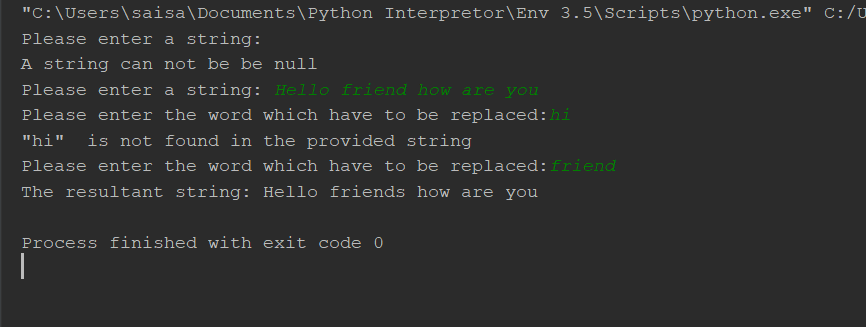 "C:\Users\saisa\Documents\Python Interpretor\Env 3.5\Scripts\python.exe" C:/U
Please enter a string:
A string can not be be null
Please enter a string: Hello friend how are you
Please enter the word which have to be replaced:hi
"hi"  is not found in the provided string
Please enter the word which have to be replaced:friend
The resultant string: Hello friends how are you
Process finished with exit code 0